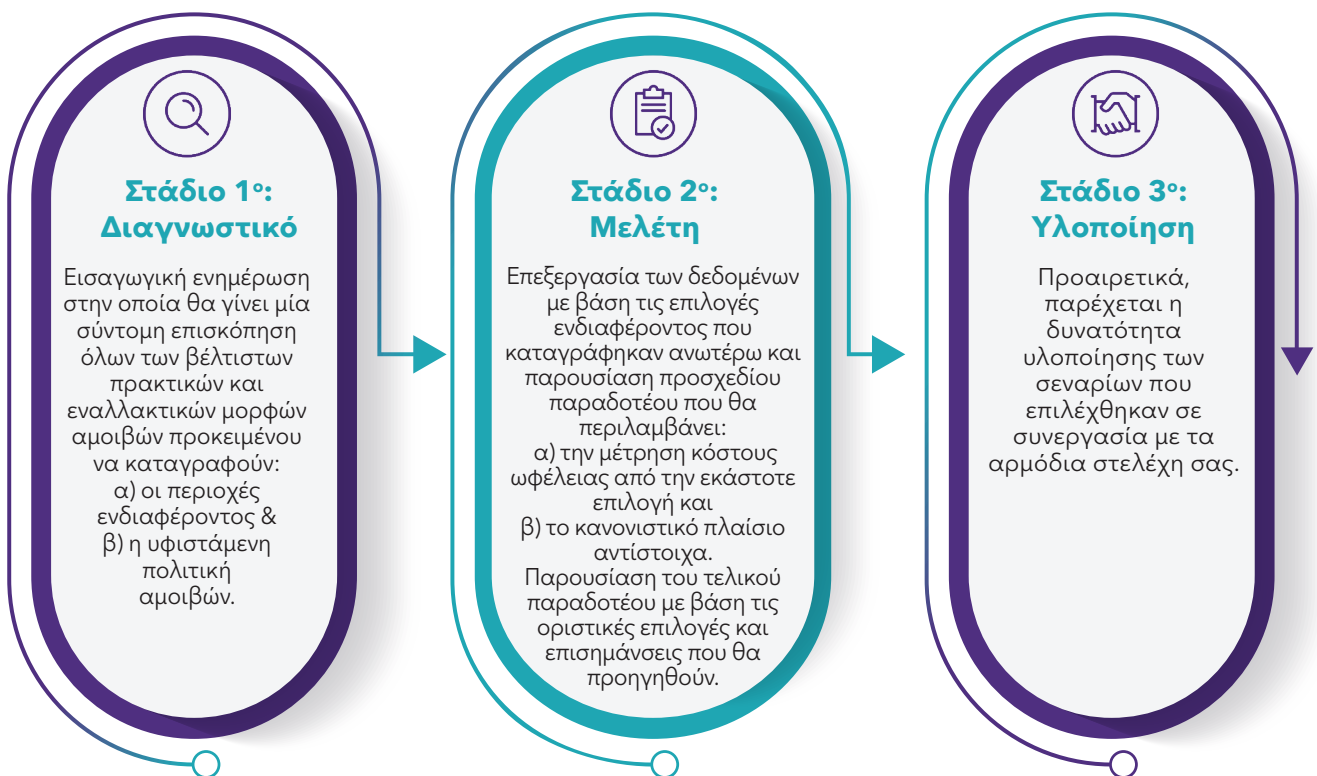 Στάδιο 1ο:
Διαγνωστικό
Εισαγωγική ενημέρωση
στην οποία θα γίνει μία
σύντομη επισκόπηση
όλων των βέλτιστων
πρακτικών και
εναλλακτικών μορφών
αμοιβών προκειμένου
να καταγραφούν:
α) οι περιοχές
ενδιαφέροντος &
β) η υφιστάμενη
πολιτική
αμοιβών.
Στάδιο 2ο:
Μελέτη
Επεξεργασία των δεδομένων
με βάση τις επιλογές
ενδιαφέροντος που
καταγράφηκαν ανωτέρω και
παρουσίαση προσχεδίου
παραδοτέου που θα
περιλαμβάνει:
α) την μέτρηση κόστους
ωφέλειας από την εκάστοτε
επιλογή και
β) το κανονιστικό πλαίσιο
αντίστοιχα.
Παρουσίαση του τελικού
παραδοτέου με βάση τις
οριστικές επιλογές και
επισημάνσεις που θα
προηγηθούν.
Στάδιο 3ο:
Υλοποίηση
Προαιρετικά,
παρέχεται η
δυνατότητα
υλοποίησης των
σεναρίων που
επιλέχθηκαν σε
συνεργασία με τα
αρμόδια στελέχη σας.